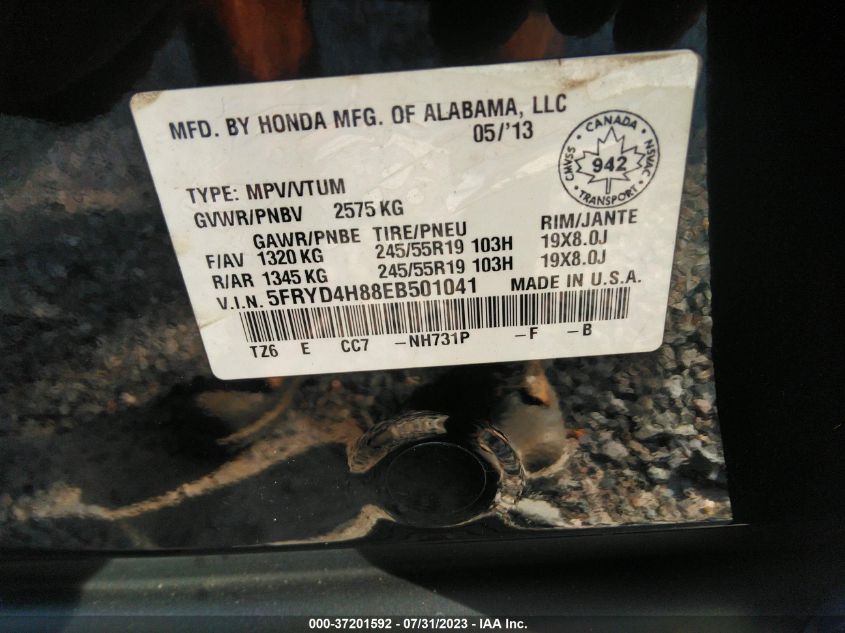 MFD. BY HONDA MFG. OF ALABAMA, LLC
05/'13
CANADA
CMVSS 942 NSVAC
TRANSPORT
TYPE: MPV/VTUM
GVWR/PNBV 2575 KG
GAWR/PNBE TIRE/PNEU RIM/JANTE
F/AV 1320 KG 245/55R19 103H 19X8.0J
R/AR 1345 KG 245/55R19 103H 19X8.0J
V.I.N. 5FRYD4H88EB501041 MADE IN U.S.A.
TZ6 E CC7 -NH731P -F -B
000-37201592 - 07/31/2023 - IAA Inc.